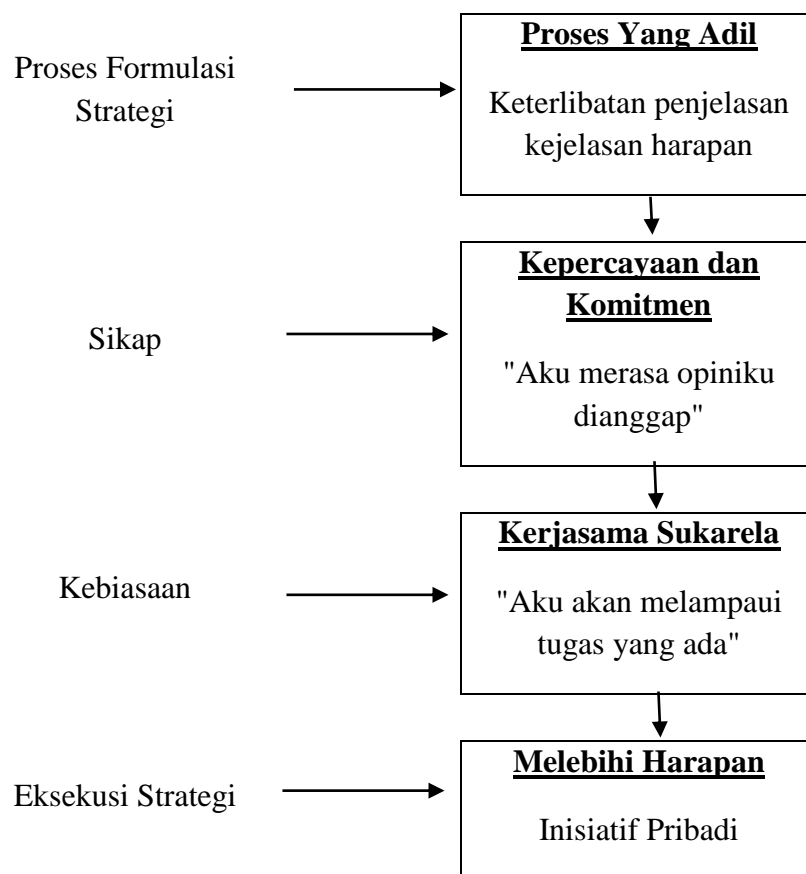 Proses Formulasi
Strategi
Proses Yang Adil
Keterlibatan penjelasan
kejelasan harapan
Sikap
Kepercayaan dan
Komitmen
"Aku merasa opiniku
dianggap"
Kebiasaan
Kerjasama Sukarela
"Aku akan melampaui
tugas yang ada"
Eksekusi Strategi
Melebihi Harapan
Inisiatif Pribadi